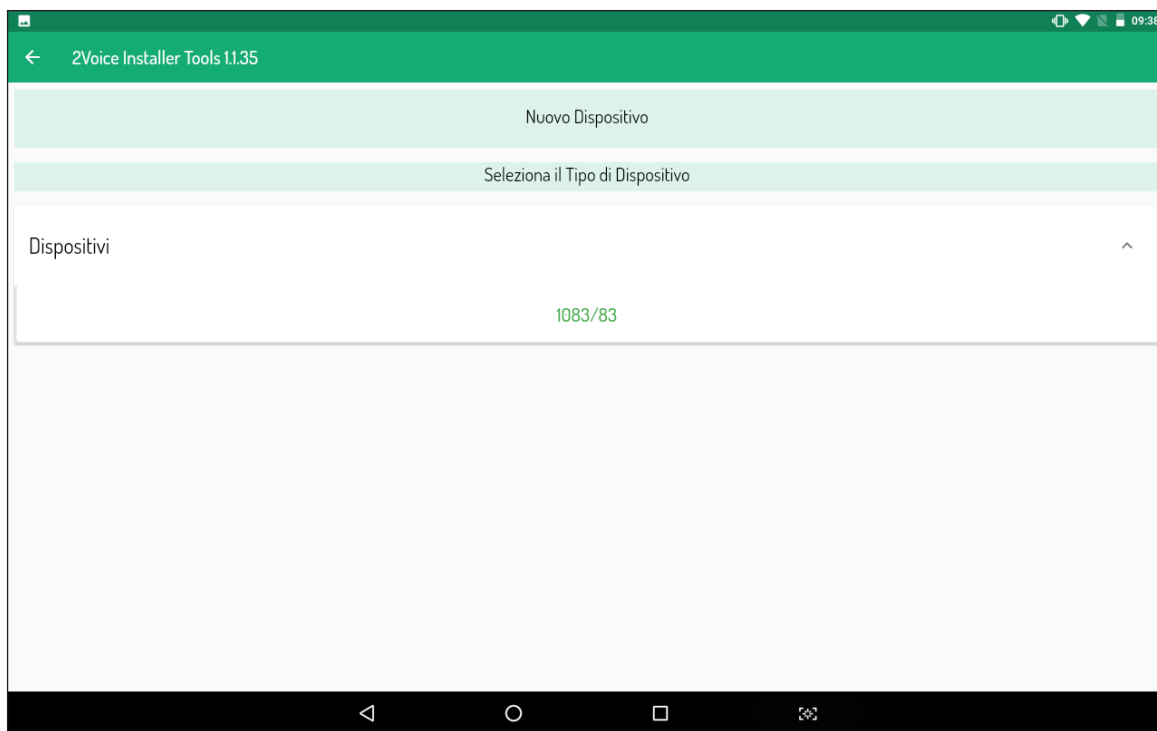 09:38
2Voice Installer Tools 1.1.35
Nuovo Dispositivo
Seleziona il Tipo di Dispositivo
Dispositivi
1083/83